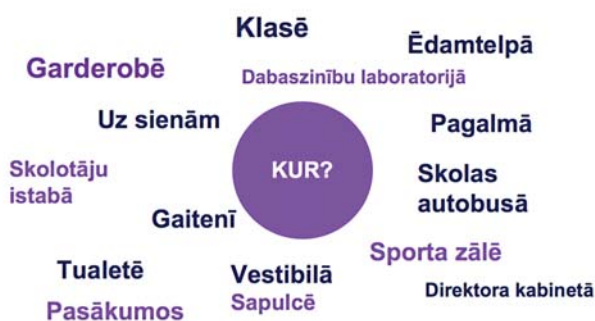 Klasē
Ēdamtelpā
Garderobē
Dabaszinību laboratorijā
Uz sienām
Pagalmā
KUR?
Skolotāju
istabā
Skolas
autobusā
Gaitenī
Sporta zālē
Tualetē
Vestibilā
Direktora kabinetā
Pasākumos
Sapulcē